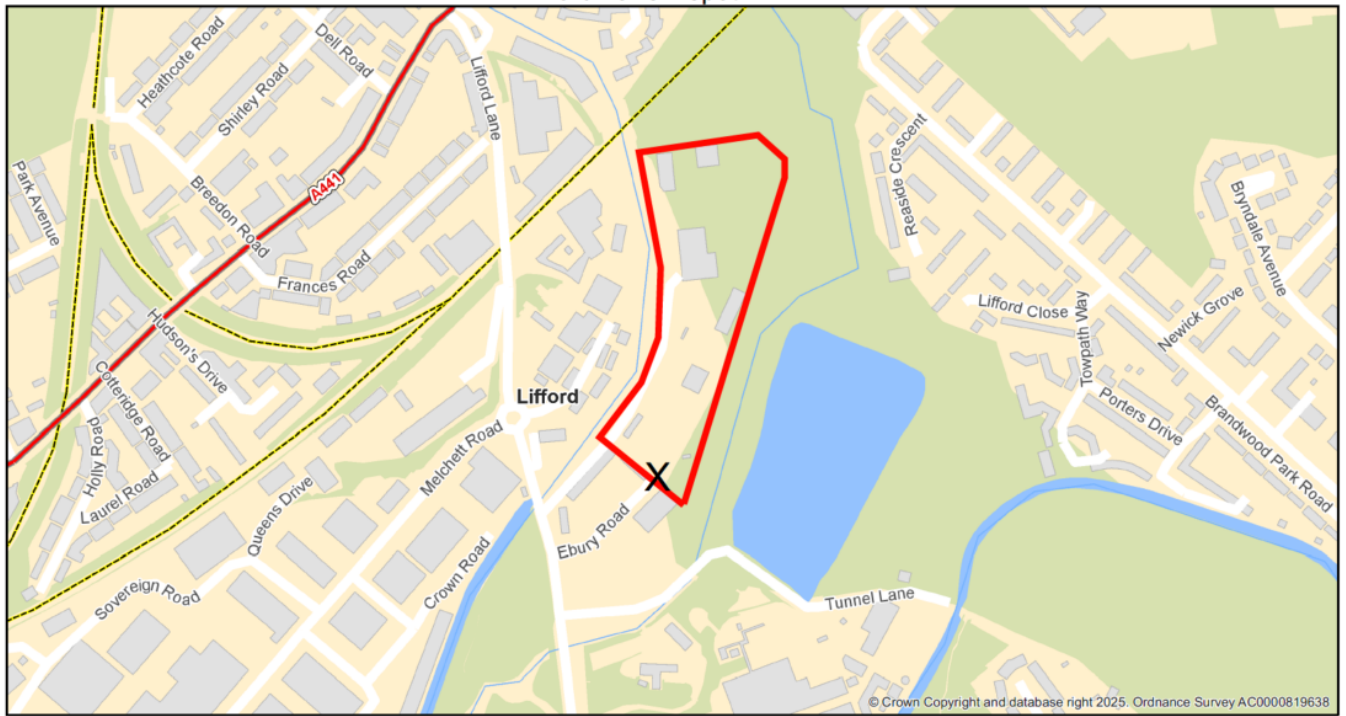 Heathcote Road
Dell Road
Shirley Road
Lifford Lane
Park Avenue
Breedon Road
A441
Frances Road
Reaside Crescent
Bryndale Avenue
Hudson's Drive
Lifford Close
Towpath Way
Newick Grove
Cotteridge Road
Lifford
Holly Road
Laurel Road
Melchett Road
Porters Drive
Brandwood Park Road
X
Queens Drive
Ebury Road
Crown Road
Sovereign Road
Tunnel Lane
© Crown Copyright and database right 2025. Ordnance Survey AC0000819638